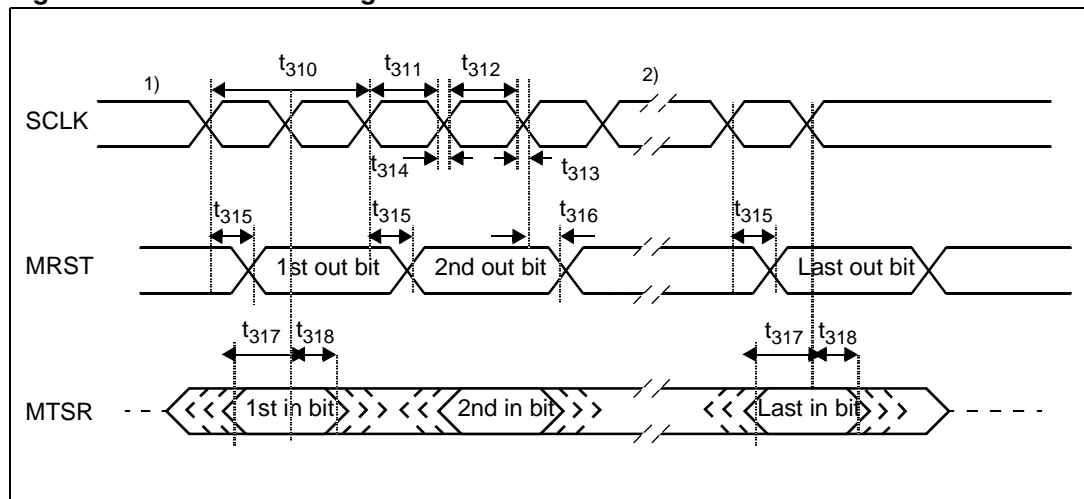 1) t310 t311 t312 2)
SCLK
t314 t313
t315 t315 t316 t315
MRST 1st out bit 2nd out bit Last out bit
t317 t318 t317 t318
MTSR 1st in bit 2nd in bit Last in bit